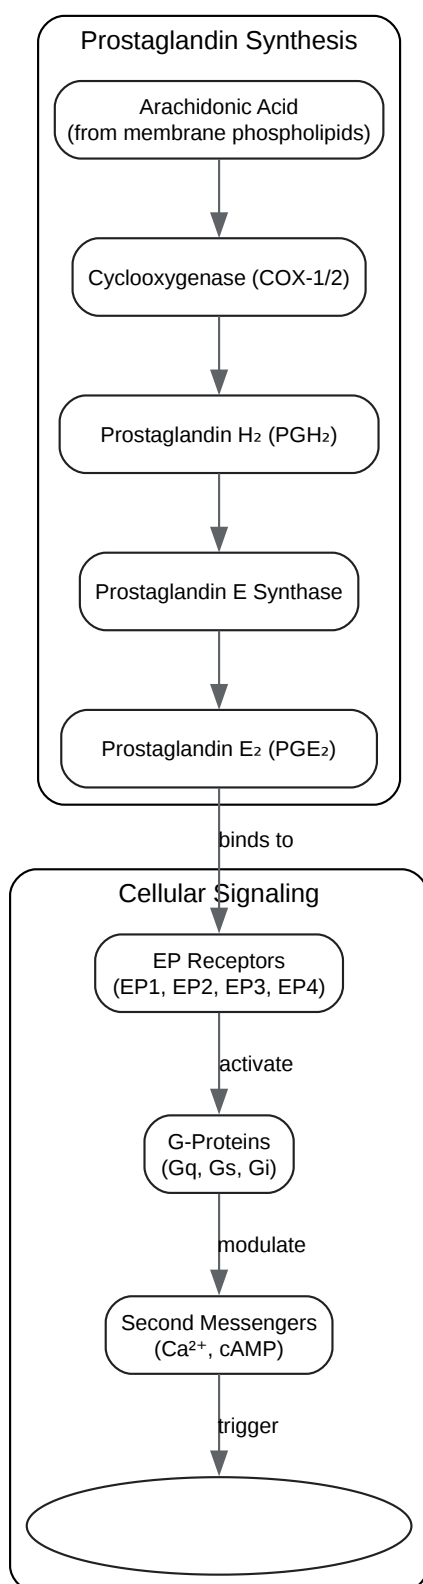 Prostaglandin Synthesis
Arachidonic Acid
(from membrane phospholipids)
Cyclooxygenase (COX-1/2)
Prostaglandin H₂ (PGH₂)
Prostaglandin E Synthase
Prostaglandin E₂ (PGE₂)
binds to
Cellular Signaling
EP Receptors
(EP1, EP2, EP3, EP4)
activate
G-Proteins
(Gq, Gs, Gi)
modulate
Second Messengers
(Ca²⁺, cAMP)
trigger